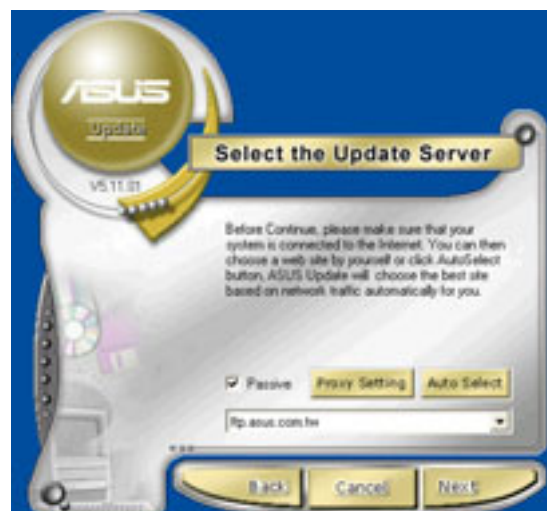 ASUS
Update
V5.11.01
Select the Update Server
Before Continue, please make sure that your
system is connected to the Internet. You can then
choose a web site by yourself or click AutoSelect
button, ASUS Update will choose the best site
based on network traffic automatically for you.
Passive
Proxy Setting
Auto Select
ftp.asus.com.tw
Back
Cancel
Next